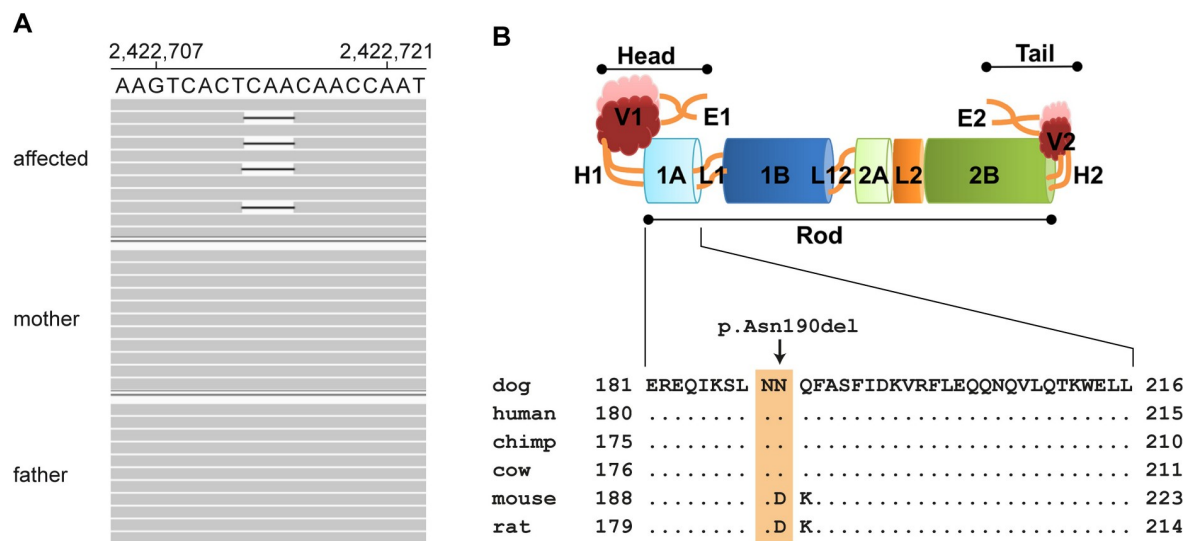 A
2,422,707 2,422,721
AAGTCACTCAACAACCAAT
affected
mother
father
B
Head Tail
V1 E1 E2 V2
H1 1A L1 1B L12 2A L2 2B H2
Rod
p.Asn190del
dog 181 EREQIKSL NN QFASFIDKVRFLEQQNQVLQTKWELL 216
human 180 ........ .. .......................... 215
chimp 175 ........ .. .......................... 210
cow 176 ........ .. .......................... 211
mouse 188 ........ .D K......................... 223
rat 179 ........ .D K......................... 214